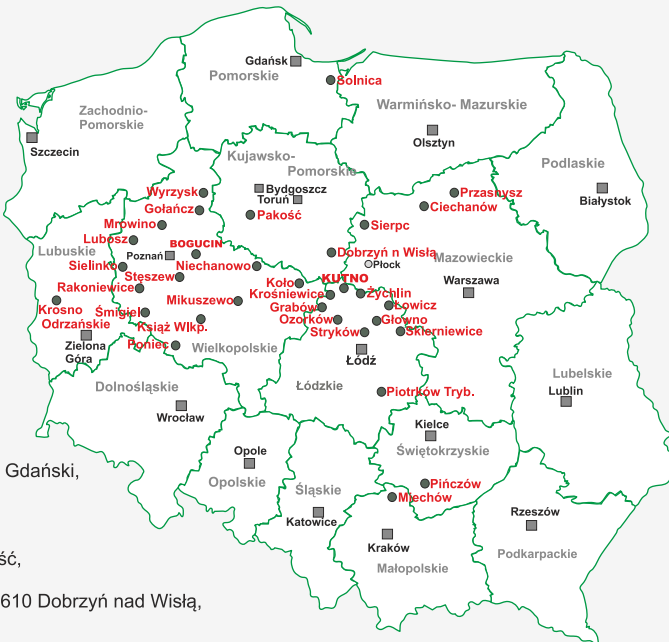 Gdańsk
Pomorskie
Solnica
Zachodnio-
Pomorskie
Warmińsko- Mazurskie
Olsztyn
Szczecin
Kujawsko-
Pomorskie
Podlaskie
Wyrzysk
Bydgoszcz
Toruń
Przasnysz
Białystok
Gołańcz
Pakość
Ciechanów
Mrowino
Sierpc
Lubosz
BOGUCIN
Lubuskie
Poznań
Dobrzyń n Wisłą
Mazowieckie
Sielinko
Niechanowo
Płock
Stęszew
KUTNO
Warszawa
Rakoniewice
Koło
Krośniewice
Żychlin
Mikuszewo
Grabów
Łowicz
Krosno
Odrzańskie
Śmigiel
Ozorków
Głowno
Książ Wlkp.
Stryków
Skierniewice
Zielona
Góra
Poniec
Wielkopolskie
Łódź
Dolnośląskie
Łódzkie
Piotrków Tryb.
Lubelskie
Lublin
Wrocław
Kielce
Opole
Świętokrzyskie
Gdański,
Opolskie
Śląskie
Pińczów
Miechów
Katowice
Rzeszów
Kraków
Podkarpackie
ść,
Małopolskie
610 Dobrzyń nad Wisłą,